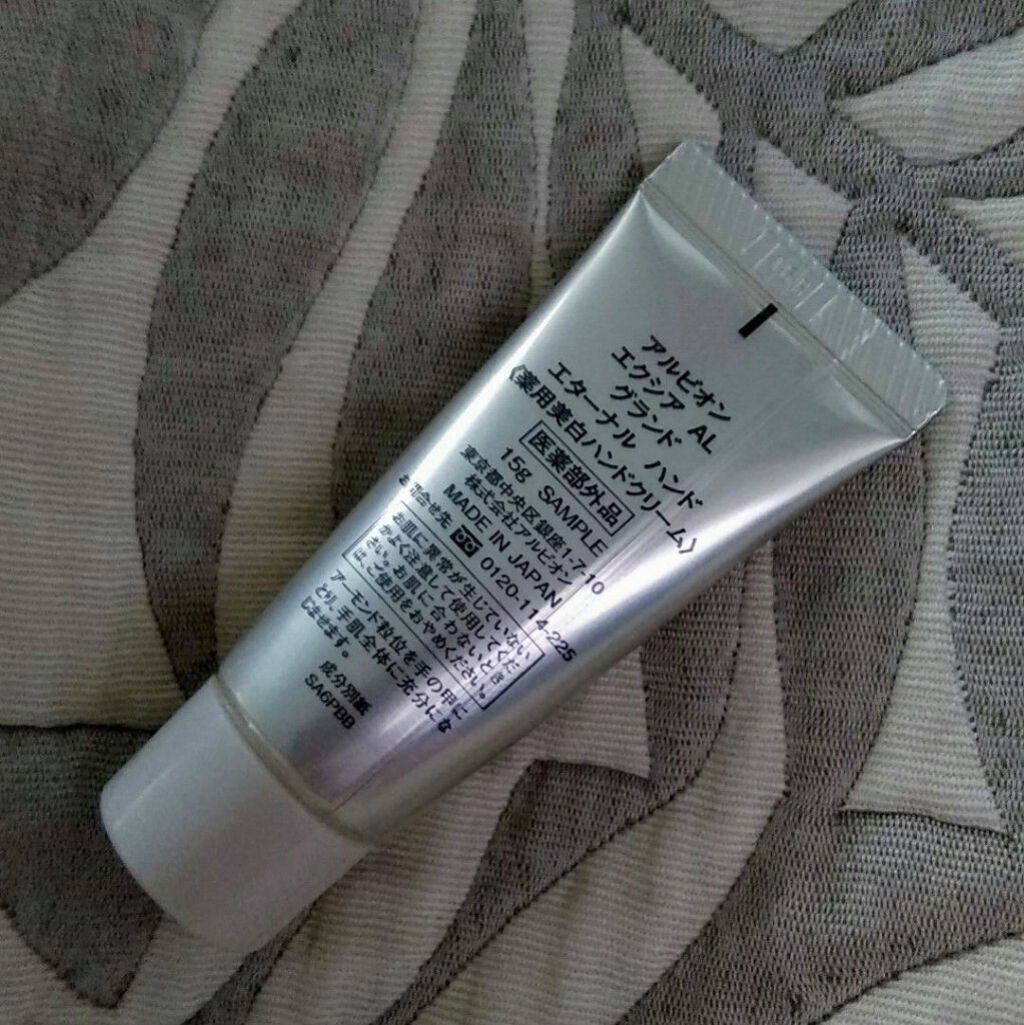 アルビオン
エクシア AL
グランド
エターナル ハンド
〈薬用美白ハンドクリーム〉
医薬部外品
15g SAMPLE
東京都中央区銀座1-7-10
株式会社アルビオン
MADE IN JAPAN
お問合せ先 0120-114-225
お肌に異常が生じていない
かよく注意して使用してくだ
さい。お肌に合わないとき
は、ご使用をおやめください。
アーモンド粒位を手の甲に
とり、手肌全体に充分にな
じませます。
成分別紙
SA6PBB